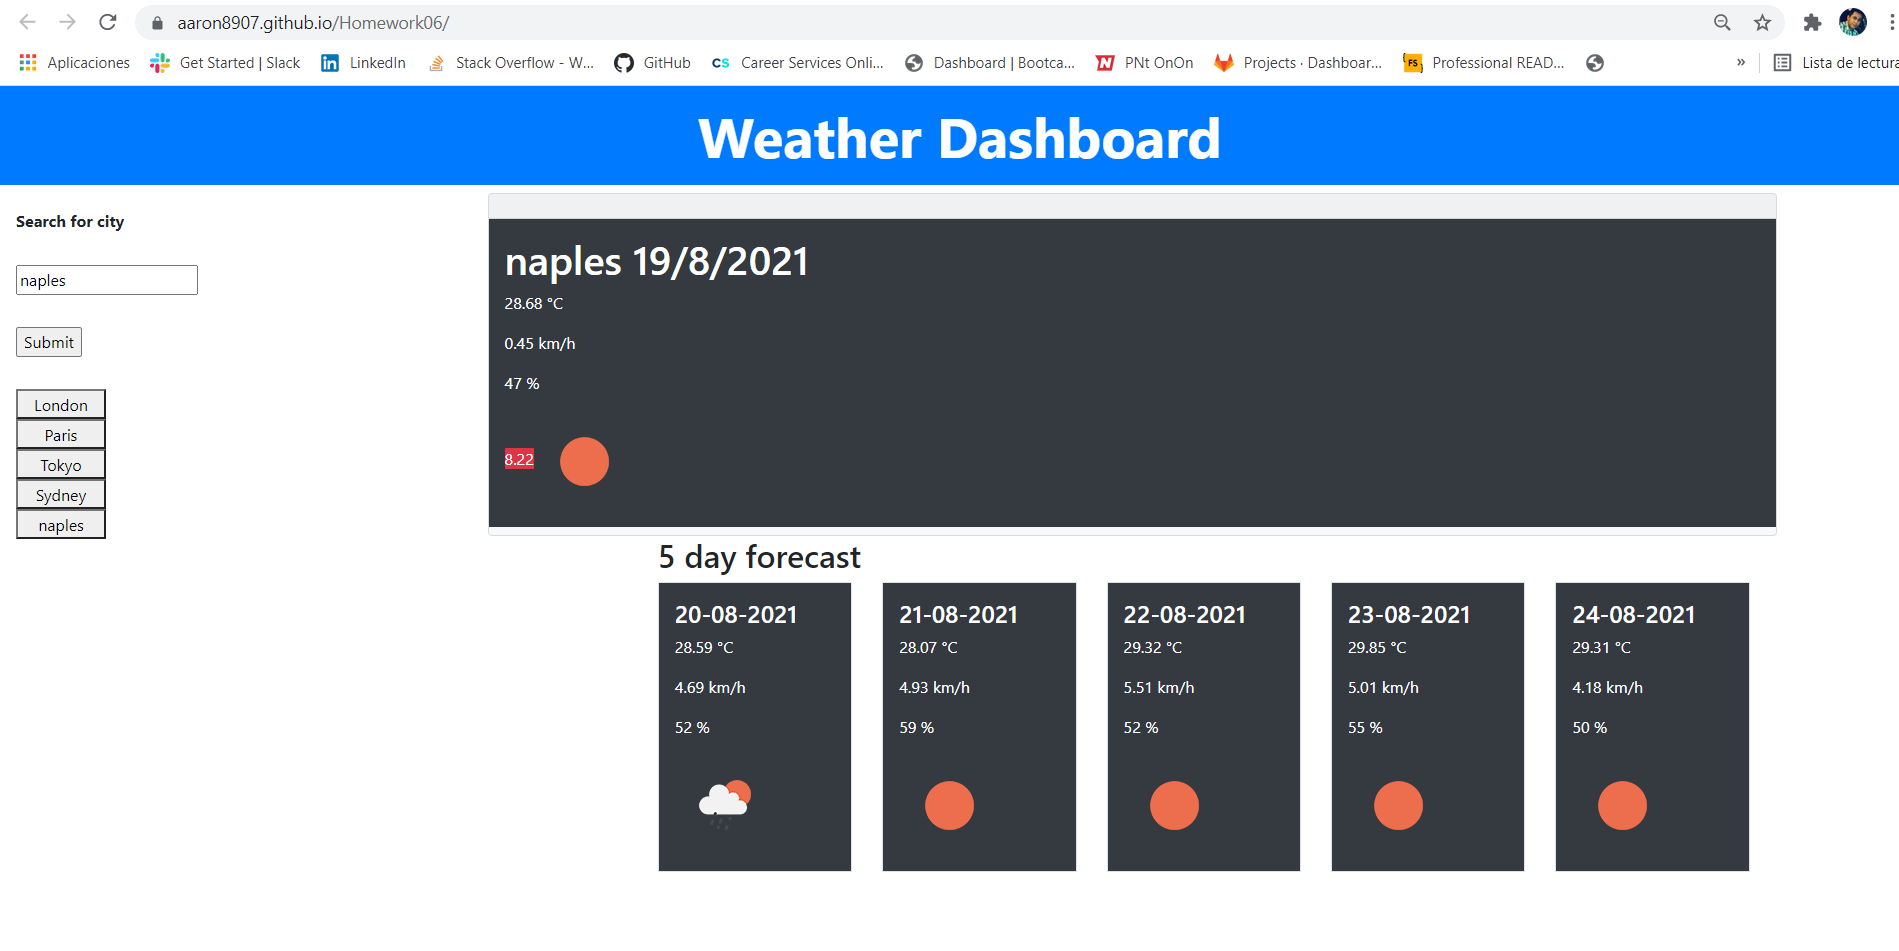 aaron8907.github.io/Homework06/
Aplicaciones Get Started | Slack LinkedIn Stack Overflow - W... GitHub CS Career Services Onli... Dashboard | Bootca... PNt OnOn Projects · Dashboar... FS Professional READ... » Lista de lectura
Weather Dashboard
Search for city
naples
Submit
London
Paris
Tokyo
Sydney
naples
naples 19/8/2021
28.68 °C
0.45 km/h
47 %
8.22
5 day forecast
20-08-2021
28.59 °C
4.69 km/h
52 %
21-08-2021
28.07 °C
4.93 km/h
59 %
22-08-2021
29.32 °C
5.51 km/h
52 %
23-08-2021
29.85 °C
5.01 km/h
55 %
24-08-2021
29.31 °C
4.18 km/h
50 %